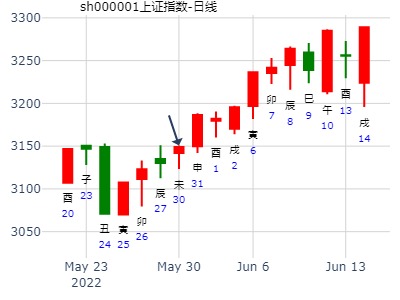 sh000001上证指数-日线
3300
3250
3200
3150
3100
3050
酉
20
子
23
丑
24
寅
25
卯
26
辰
27
未
30
申
31
酉
1
戌
2
寅
6
卯
7
辰
8
巳
9
午
10
酉
13
戌
14
May 23
2022
May 30
Jun 6
Jun 13